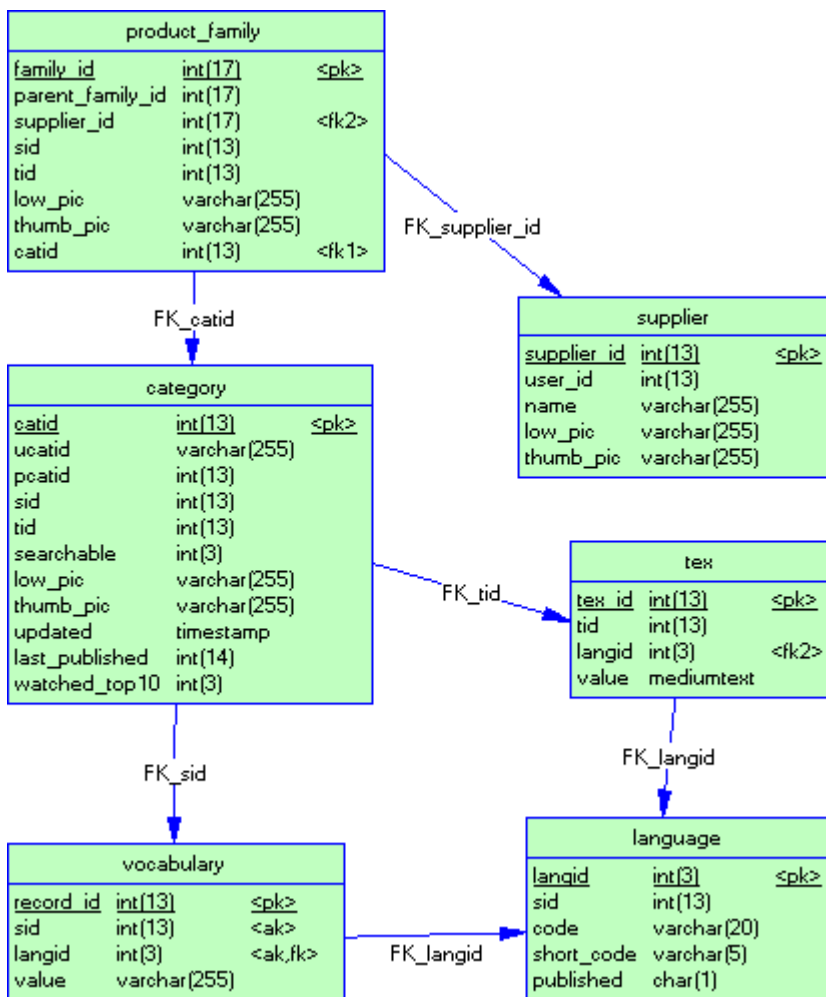 product_family
family_id int(17) <pk>
parent_family_id int(17)
supplier_id int(17) <fk2>
sid int(13)
tid int(13)
low_pic varchar(255)
thumb_pic varchar(255)
catid int(13) <fk1>
FK_supplier_id
FK_catid
supplier
supplier_id int(13) <pk>
user_id int(13)
name varchar(255)
low_pic varchar(255)
thumb_pic varchar(255)
category
catid int(13) <pk>
ucatid varchar(255)
pcatid int(13)
sid int(13)
tid int(13)
searchable int(3)
low_pic varchar(255)
thumb_pic varchar(255)
updated timestamp
last_published int(14)
watched_top10 int(3)
FK_tid
tex
tex_id int(13) <pk>
tid int(13)
langid int(3) <fk2>
value mediumtext
FK_sid
FK_langid
vocabulary
record_id int(13) <pk>
sid int(13) <ak>
langid int(3) <ak,fk>
value varchar(255)
FK_langid
language
langid int(3) <pk>
sid int(13)
code varchar(20)
short_code varchar(5)
published char(1)